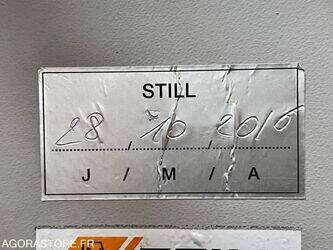 STILL
28 / 10 / 2016
J / M / A
AGORASTORE.FR